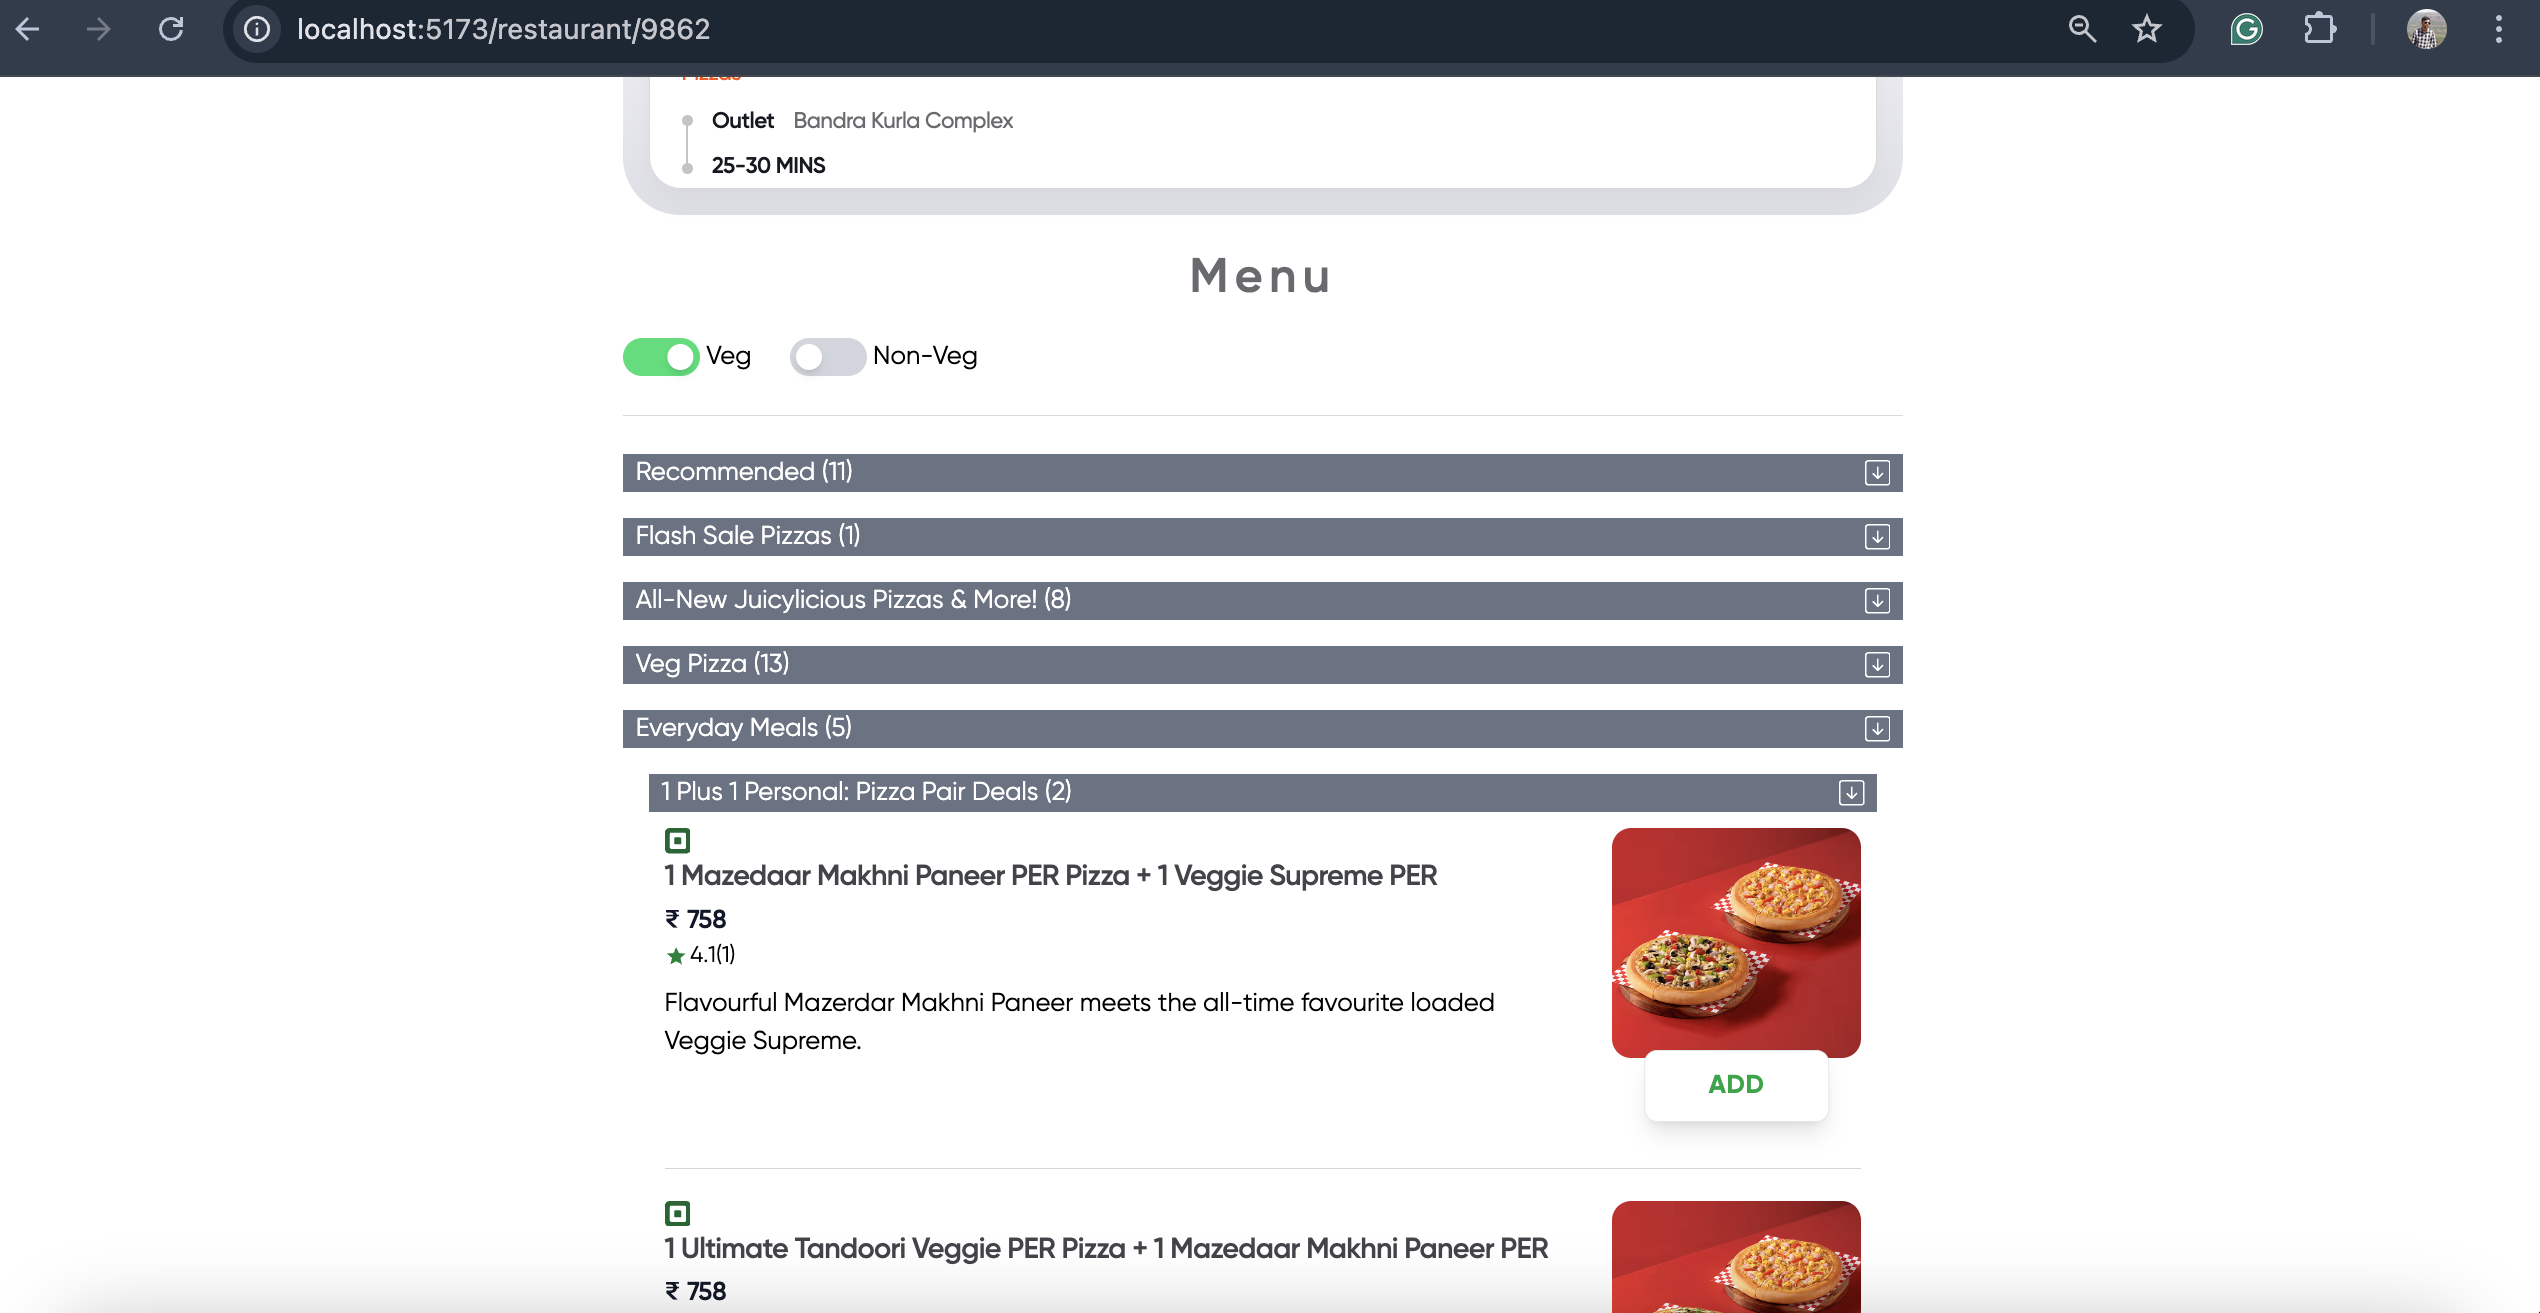 localhost:5173/restaurant/9862
Pizzas
Outlet Bandra Kurla Complex
25-30 MINS
Menu
Veg Non-Veg
Recommended (11)
Flash Sale Pizzas (1)
All-New Juicylicious Pizzas & More! (8)
Veg Pizza (13)
Everyday Meals (5)
1 Plus 1 Personal: Pizza Pair Deals (2)
1 Mazedaar Makhni Paneer PER Pizza + 1 Veggie Supreme PER
₹ 758
4.1(1)
Flavourful Mazerdar Makhni Paneer meets the all-time favourite loaded
Veggie Supreme.
ADD
1 Ultimate Tandoori Veggie PER Pizza + 1 Mazedaar Makhni Paneer PER
₹ 758